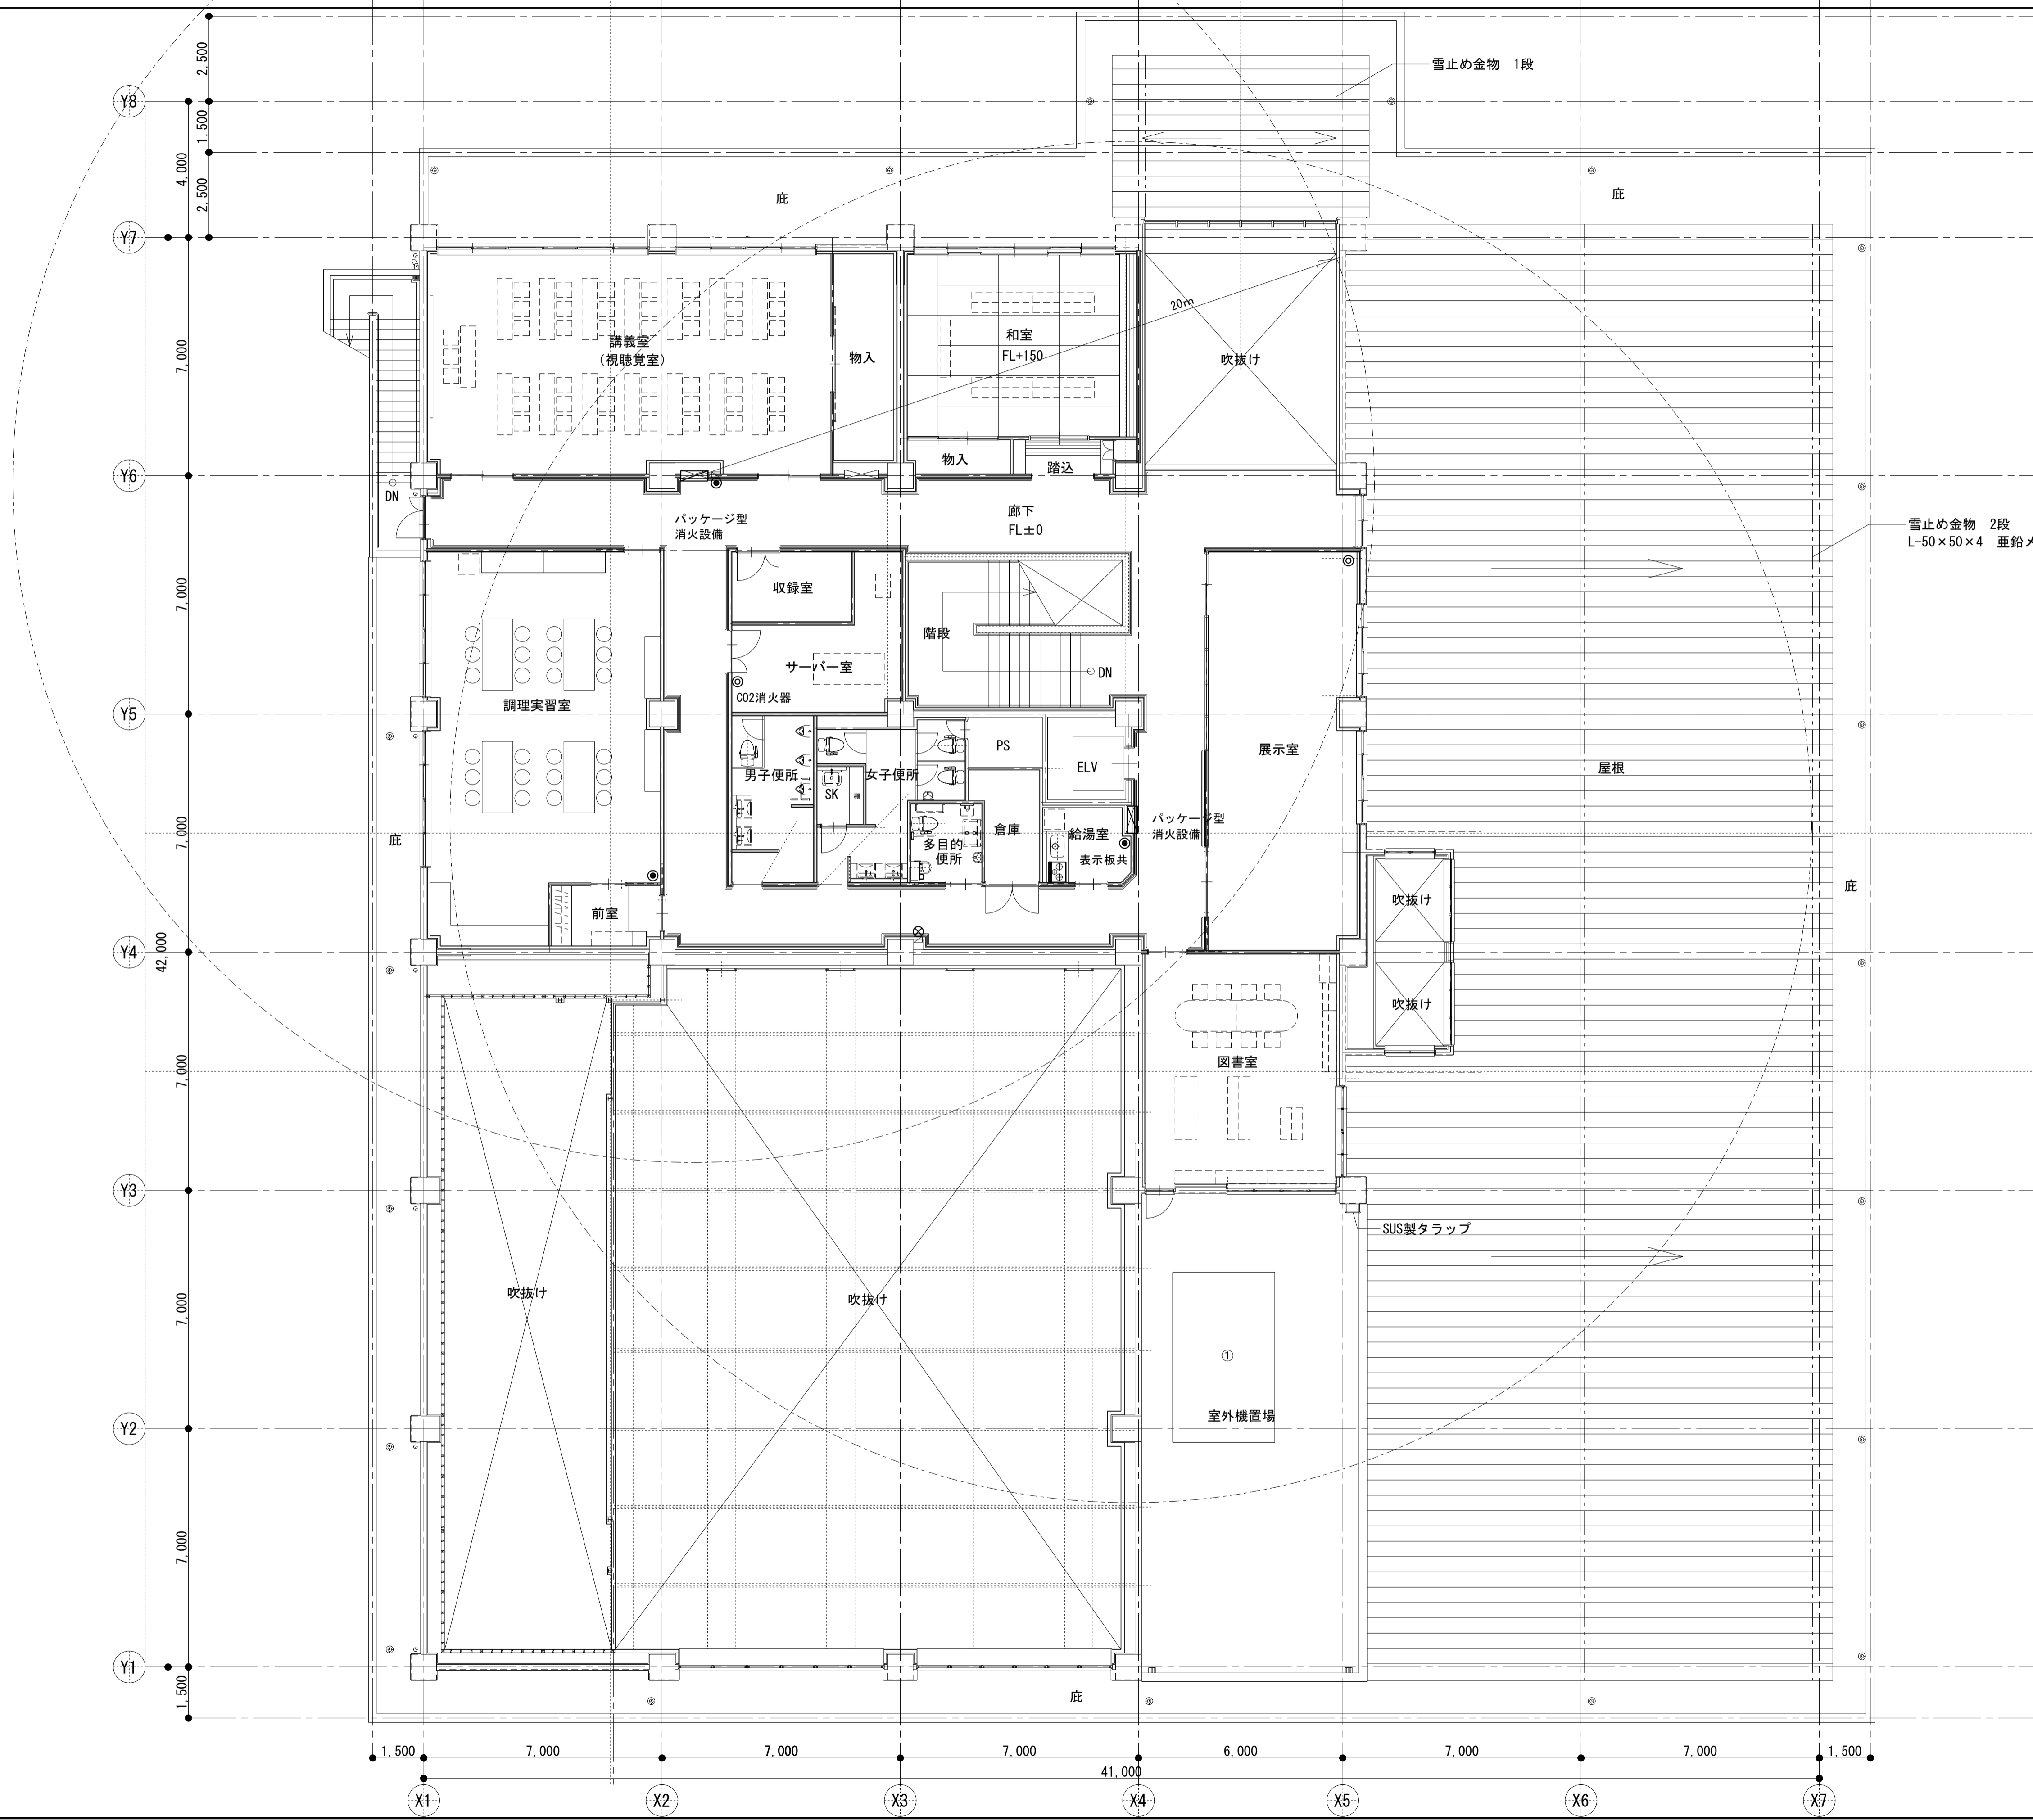 雪止め金物 1段
2,500
Y8
1,500
4,000
2,500
庇
庇
Y7
20m
7,000
講義室
(視聴覚室)
物入
和室
FL+150
吹抜け
物入
踏込
Y6
DN
パッケージ型
消火設備
廊下
FL±0
雪止め金物 2段
L-50×50×4 亜鉛メ
7,000
収録室
階段
サーバー室
DN
CO2消火器
調理実習室
Y5
PS
展示室
男子便所
女子便所
ELV
屋根
SK
7,000
庇
倉庫
給湯室
パッケージ型
消火設備
多目的
便所
表示板共
庇
吹抜け
前室
Y4
42,000
吹抜け
7,000
図書室
Y3
SUS製タラップ
7,000
吹抜け
吹抜け
①
室外機置場
Y2
7,000
Y1
1,500
庇
1,500
7,000
7,000
7,000
6,000
7,000
7,000
1,500
41,000
X1
X2
X3
X4
X5
X6
X7